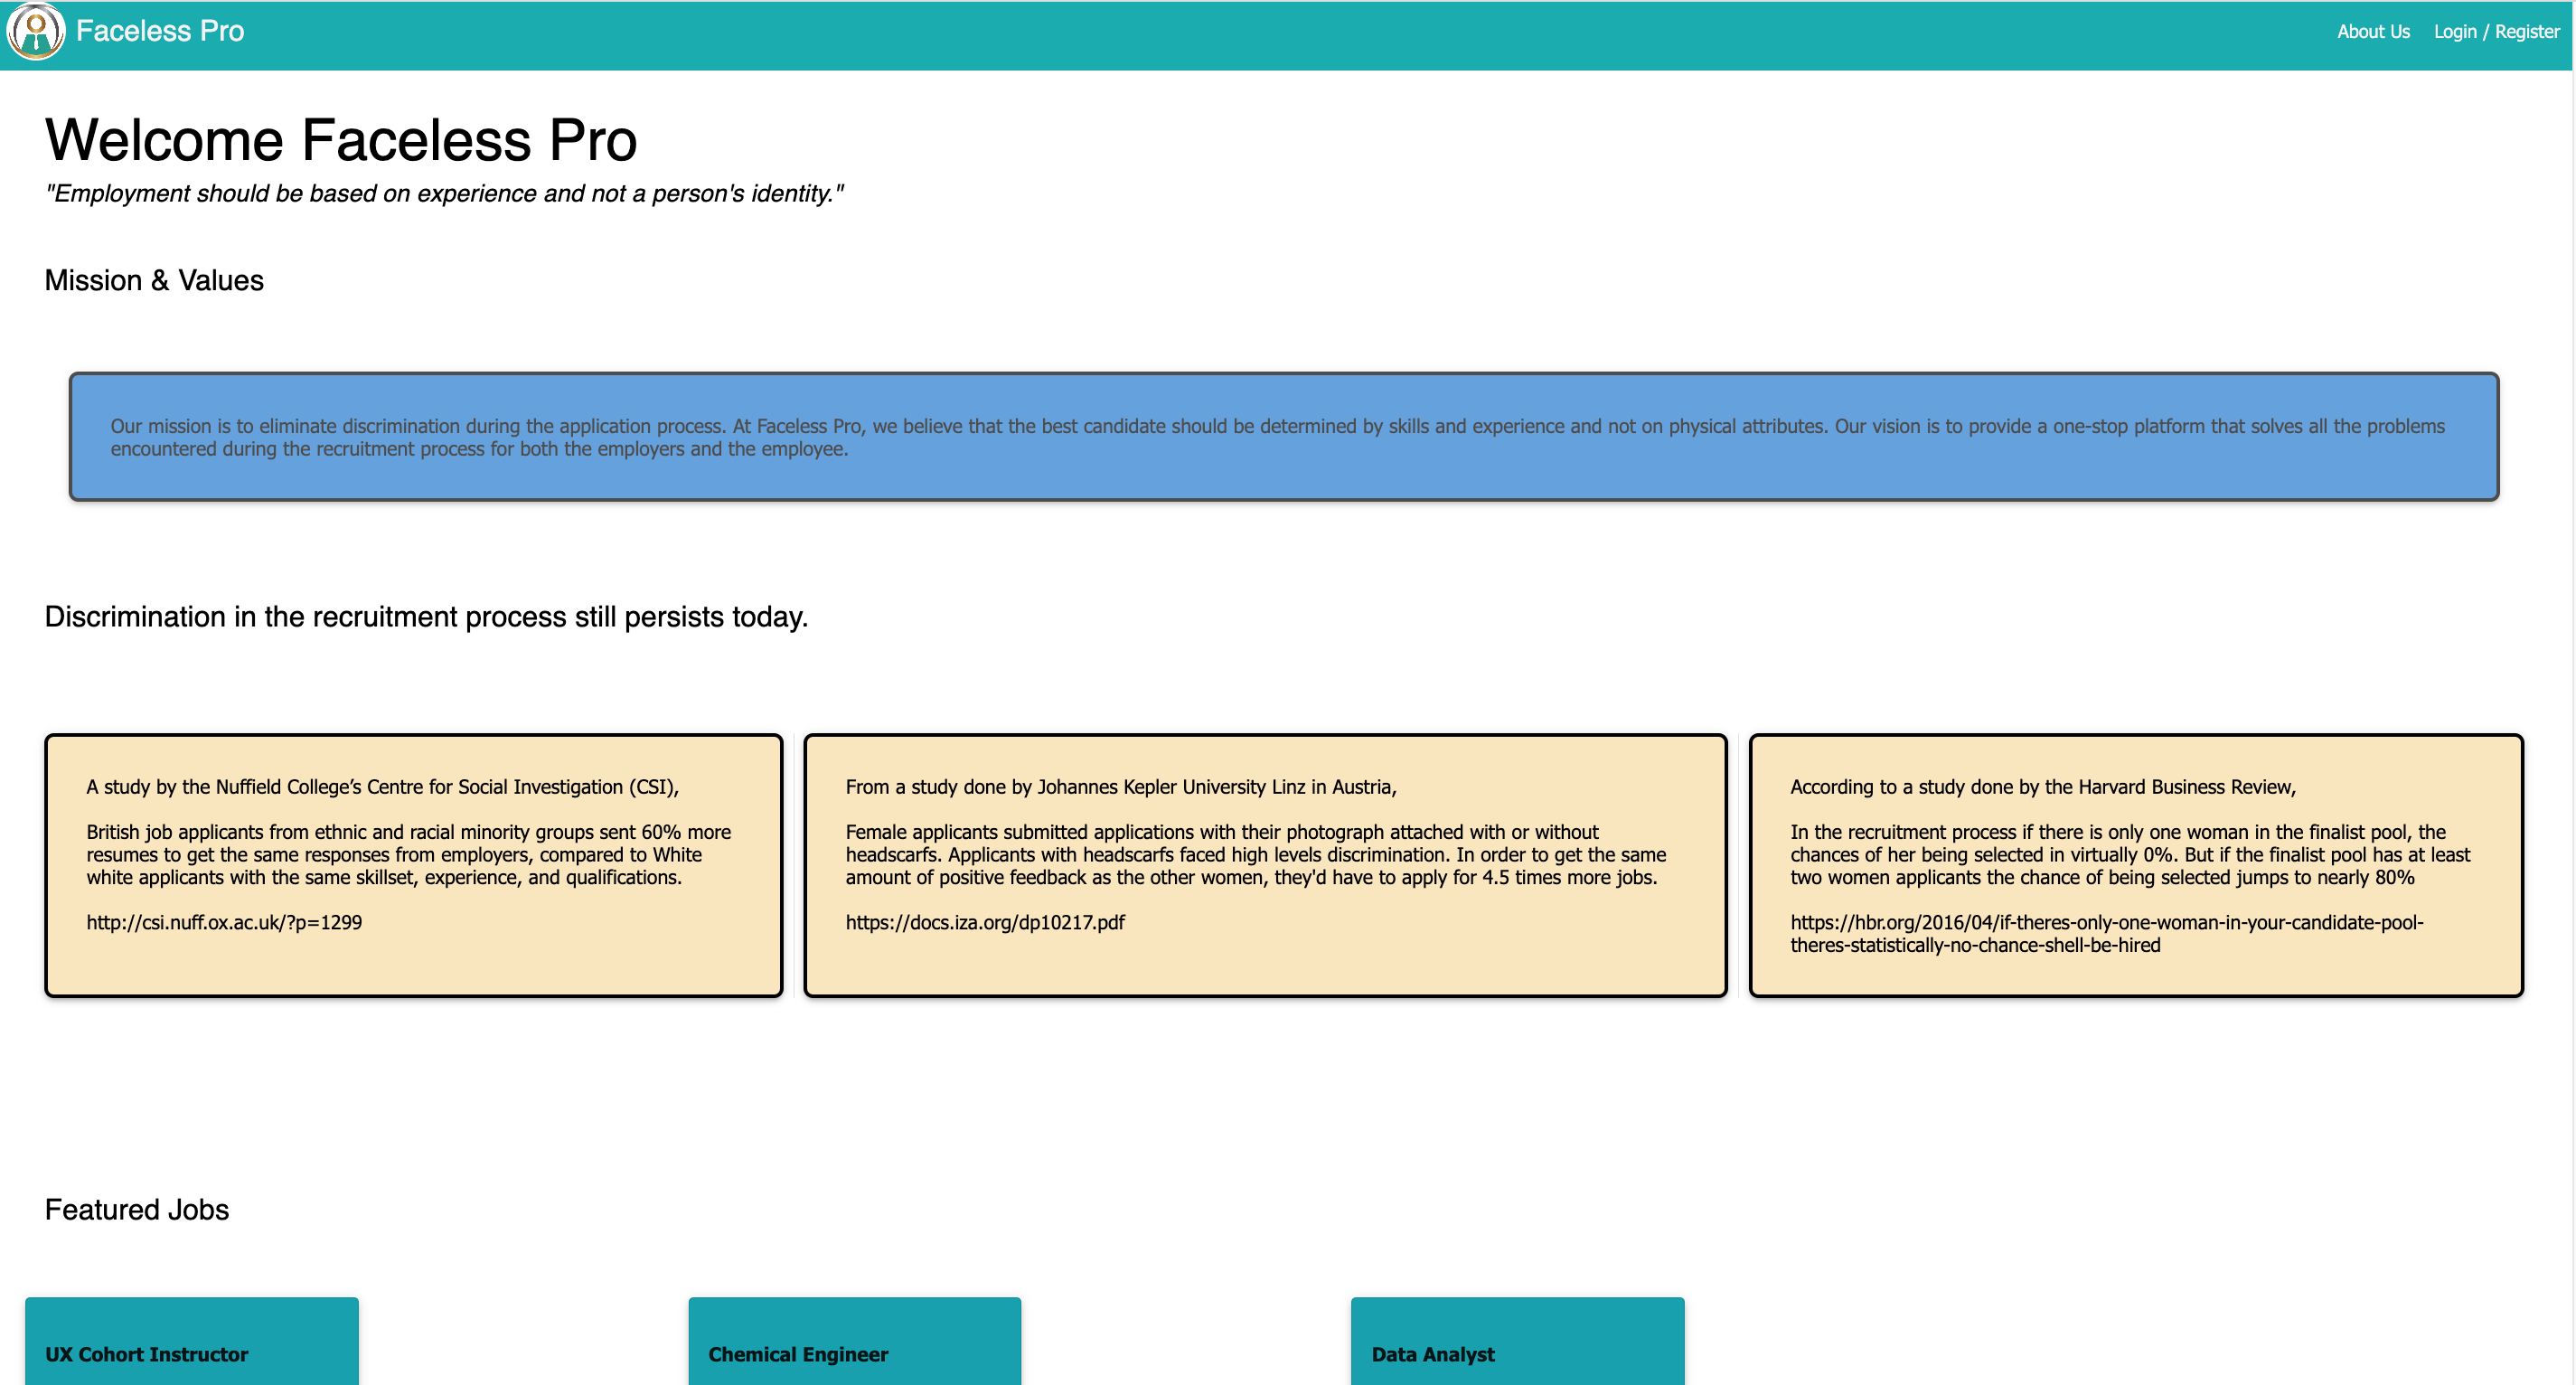 Faceless Pro
About Us
Login / Register
Welcome Faceless Pro
"Employment should be based on experience and not a person's identity."
Mission & Values
Our mission is to eliminate discrimination during the application process. At Faceless Pro, we believe that the best candidate should be determined by skills and experience and not on physical attributes. Our vision is to provide a one-stop platform that solves all the problems
encountered during the recruitment process for both the employers and the employee.
Discrimination in the recruitment process still persists today.
A study by the Nuffield College’s Centre for Social Investigation (CSI),
British job applicants from ethnic and racial minority groups sent 60% more
resumes to get the same responses from employers, compared to White
white applicants with the same skillset, experience, and qualifications.
http://csi.nuff.ox.ac.uk/?p=1299
From a study done by Johannes Kepler University Linz in Austria,
Female applicants submitted applications with their photograph attached with or without
headscarfs. Applicants with headscarfs faced high levels discrimination. In order to get the same
amount of positive feedback as the other women, they'd have to apply for 4.5 times more jobs.
https://docs.iza.org/dp10217.pdf
According to a study done by the Harvard Business Review,
In the recruitment process if there is only one woman in the finalist pool, the
chances of her being selected in virtually 0%. But if the finalist pool has at least
two women applicants the chance of being selected jumps to nearly 80%
https://hbr.org/2016/04/if-theres-only-one-woman-in-your-candidate-pool-
theres-statistically-no-chance-shell-be-hired
Featured Jobs
UX Cohort Instructor
Chemical Engineer
Data Analyst